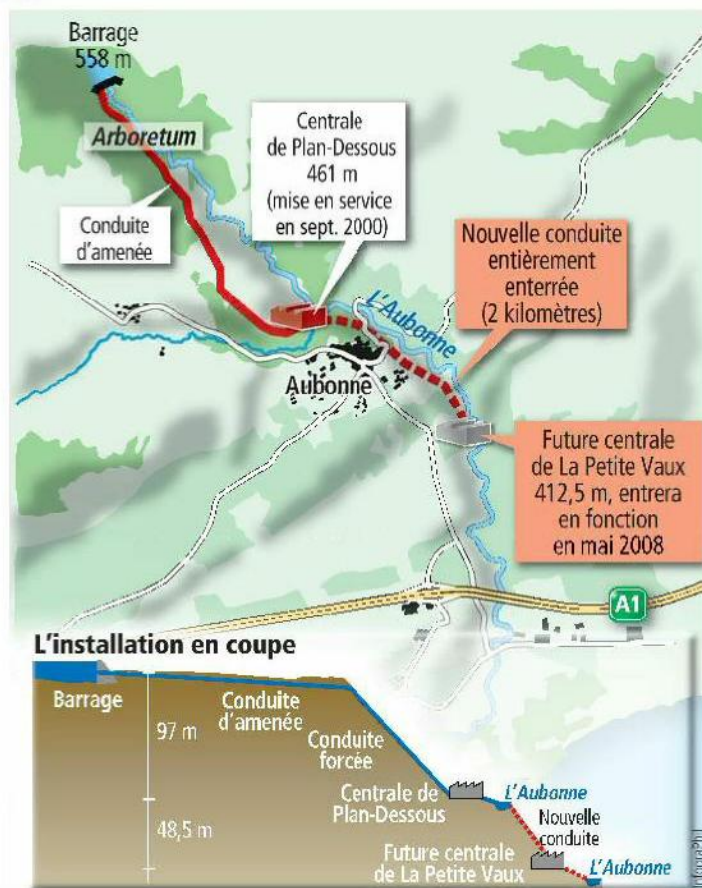 Barrage
558 m
Arboretum
Conduite
d'amenée
Centrale
de Plan-Dessous
461 m
(mise en service
en sept. 2000)
Nouvelle conduite
entièrement
enterrée
(2 kilomètres)
L'Aubonne
Aubonne
Future centrale
de La Petite Vaux
412,5 m, entrera
en fonction
en mai 2008
A1
L'installation en coupe
Barrage
97 m
Conduite
d'amenée
Conduite
forcée
Centrale de
Plan-Dessous
L'Aubonne
48,5 m
Nouvelle
conduite
Future centrale
de La Petite Vaux
L'Aubonne